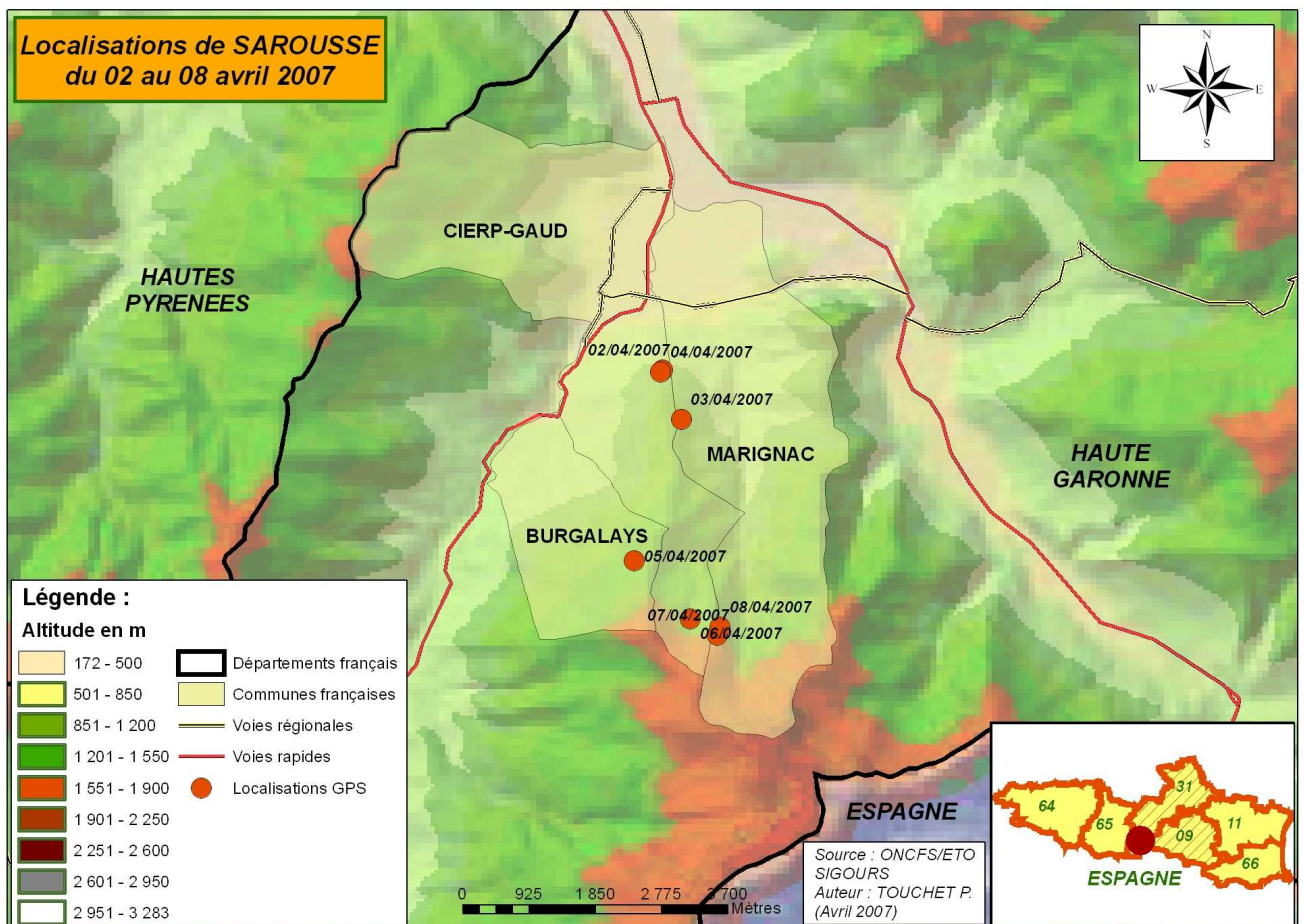 Localisations de SAROUSSE
du 02 au 08 avril 2007
N
W
E
S
CIERP-GAUD
HAUTES
PYRENEES
02/04/2007
04/04/2007
03/04/2007
MARIGNAC
HAUTE
GARONNE
BURGALAYS
05/04/2007
07/04/2007
08/04/2007
06/04/2007
Légende :
Altitude en m
172 - 500
501 - 850
851 - 1 200
1 201 - 1 550
1 551 - 1 900
1 901 - 2 250
2 251 - 2 600
2 601 - 2 950
2 951 - 3 283
Départements français
Communes françaises
Voies régionales
Voies rapides
Localisations GPS
ESPAGNE
0 925 1 850 2 775 3 700
Mètres
Source : ONCFS/ETO
SIGOURS
Auteur : TOUCHET P.
(Avril 2007)
64
65
31
09
11
66
ESPAGNE